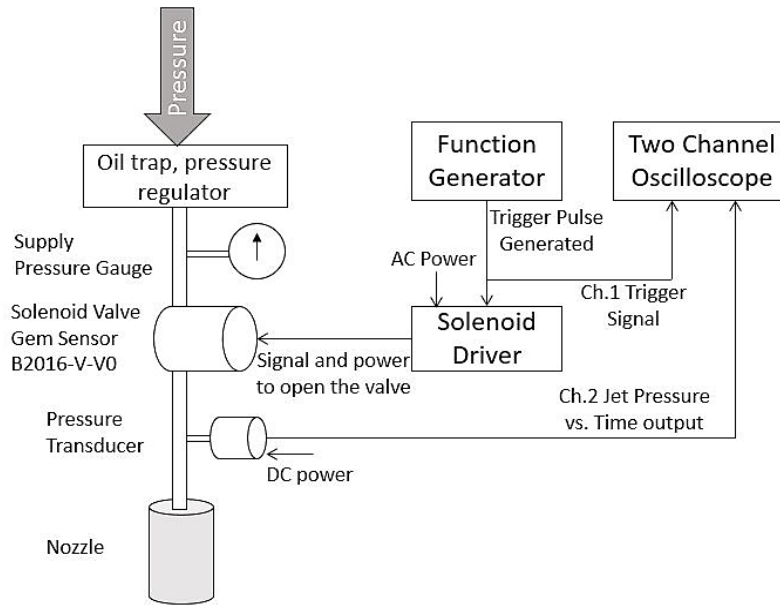 Pressure
Oil trap, pressure
regulator
Function
Generator
Two Channel
Oscilloscope
Supply
Pressure Gauge
Trigger Pulse
Generated
AC Power
Ch.1 Trigger
Signal
Solenoid Valve
Gem Sensor
B2016-V-V0
Solenoid
Driver
Signal and power
to open the valve
Ch.2 Jet Pressure
vs. Time output
Pressure
Transducer
DC power
Nozzle